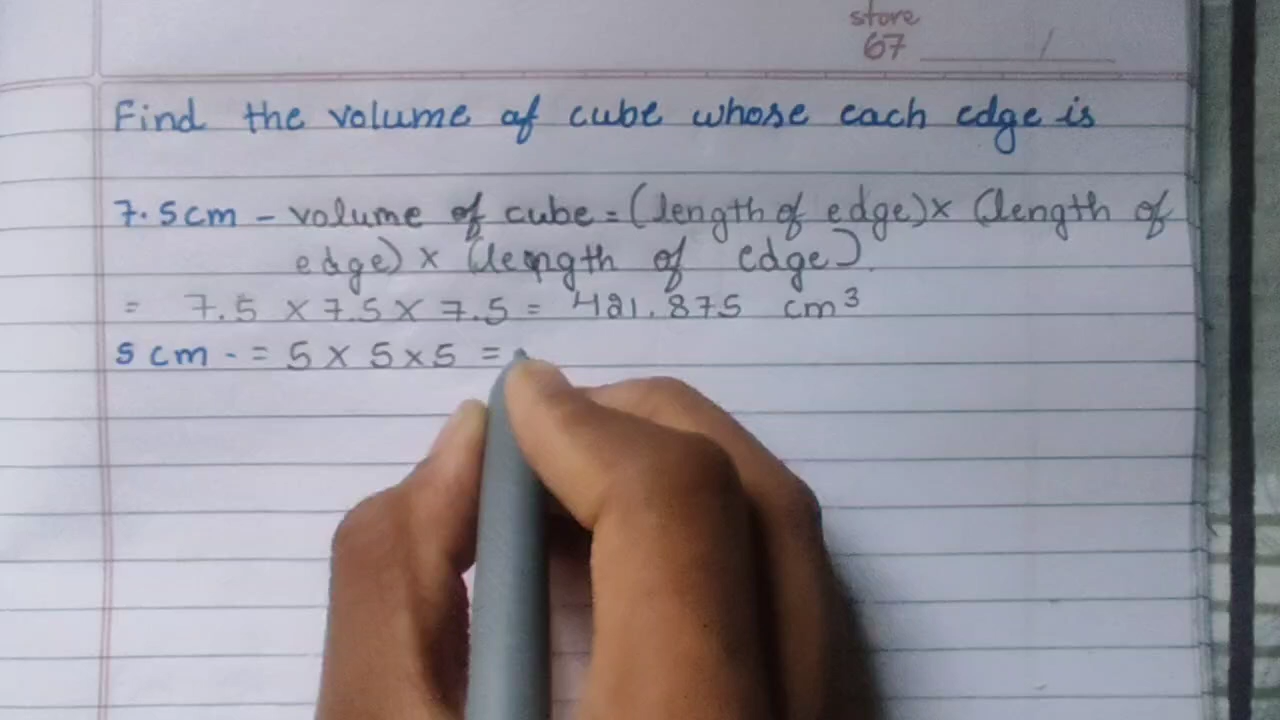 store
67
Find the volume of cube whose each edge is
7.5cm - volume of cube = (length of edge) × (length of
edge) × (length of edge).
= 7.5 × 7.5 × 7.5 = 421.875 cm³
5 cm - = 5 × 5 × 5 =